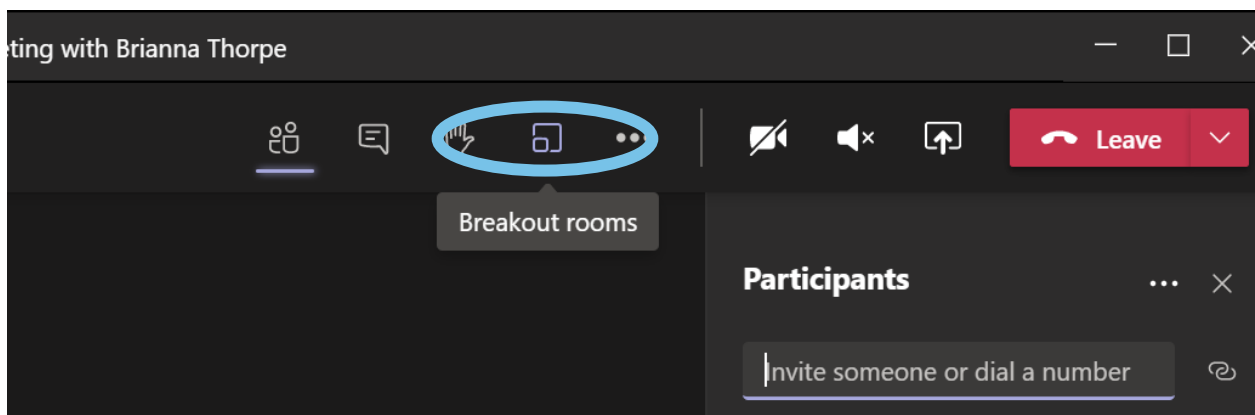 eting with Brianna Thorpe
Leave
Breakout rooms
Participants
Invite someone or dial a number